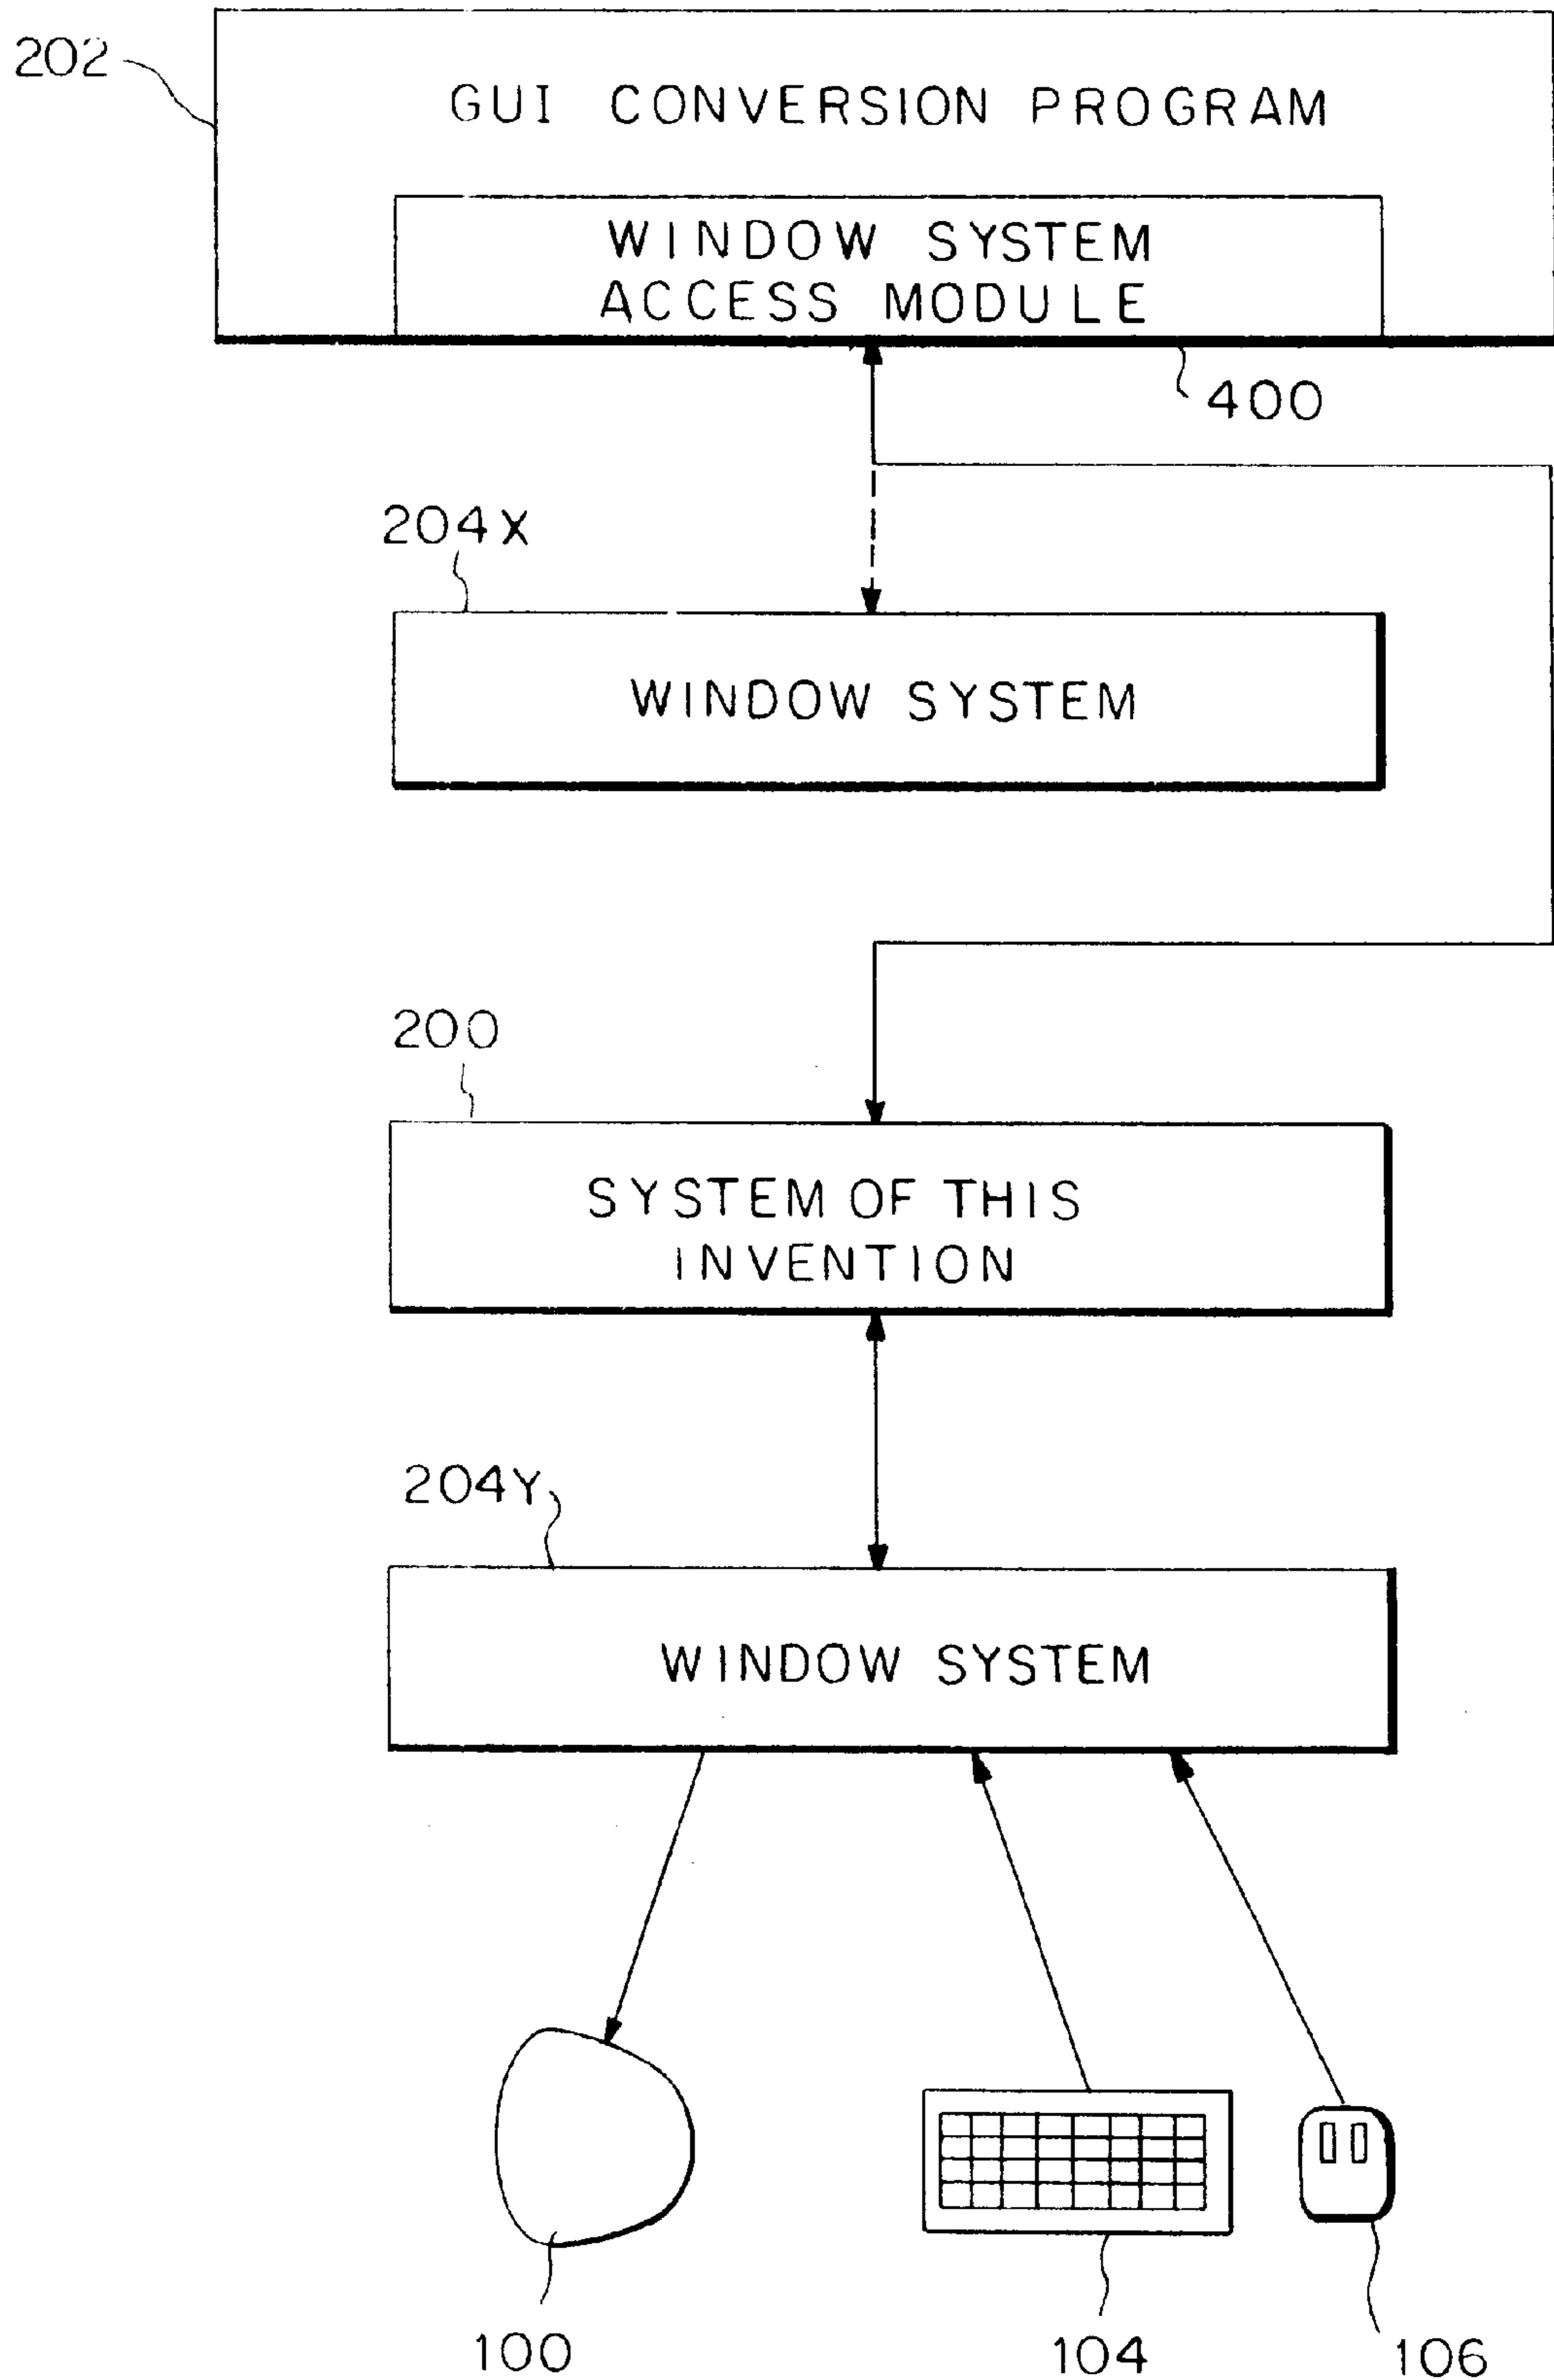 202
GUI CONVERSION PROGRAM
WINDOW SYSTEM
ACCESS MODULE
400
204X
WINDOW SYSTEM
200
SYSTEM OF THIS
INVENTION
204Y
WINDOW SYSTEM
100
104
106